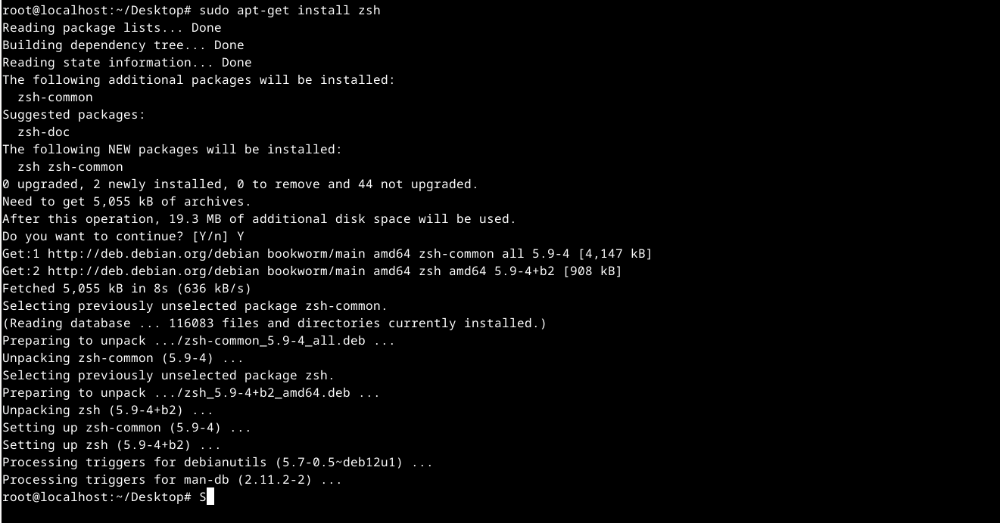 root@localhost:~/Desktop# sudo apt-get install zsh
Reading package lists... Done
Building dependency tree... Done
Reading state information... Done
The following additional packages will be installed:
  zsh-common
Suggested packages:
  zsh-doc
The following NEW packages will be installed:
  zsh zsh-common
0 upgraded, 2 newly installed, 0 to remove and 44 not upgraded.
Need to get 5,055 kB of archives.
After this operation, 19.3 MB of additional disk space will be used.
Do you want to continue? [Y/n] Y
Get:1 http://deb.debian.org/debian bookworm/main amd64 zsh-common all 5.9-4 [4,147 kB]
Get:2 http://deb.debian.org/debian bookworm/main amd64 zsh amd64 5.9-4+b2 [908 kB]
Fetched 5,055 kB in 8s (636 kB/s)
Selecting previously unselected package zsh-common.
(Reading database ... 116083 files and directories currently installed.)
Preparing to unpack .../zsh-common_5.9-4_all.deb ...
Unpacking zsh-common (5.9-4) ...
Selecting previously unselected package zsh.
Preparing to unpack .../zsh_5.9-4+b2_amd64.deb ...
Unpacking zsh (5.9-4+b2) ...
Setting up zsh-common (5.9-4) ...
Setting up zsh (5.9-4+b2) ...
Processing triggers for debianutils (5.7-0.5~deb12u1) ...
Processing triggers for man-db (2.11.2-2) ...
root@localhost:~/Desktop# S